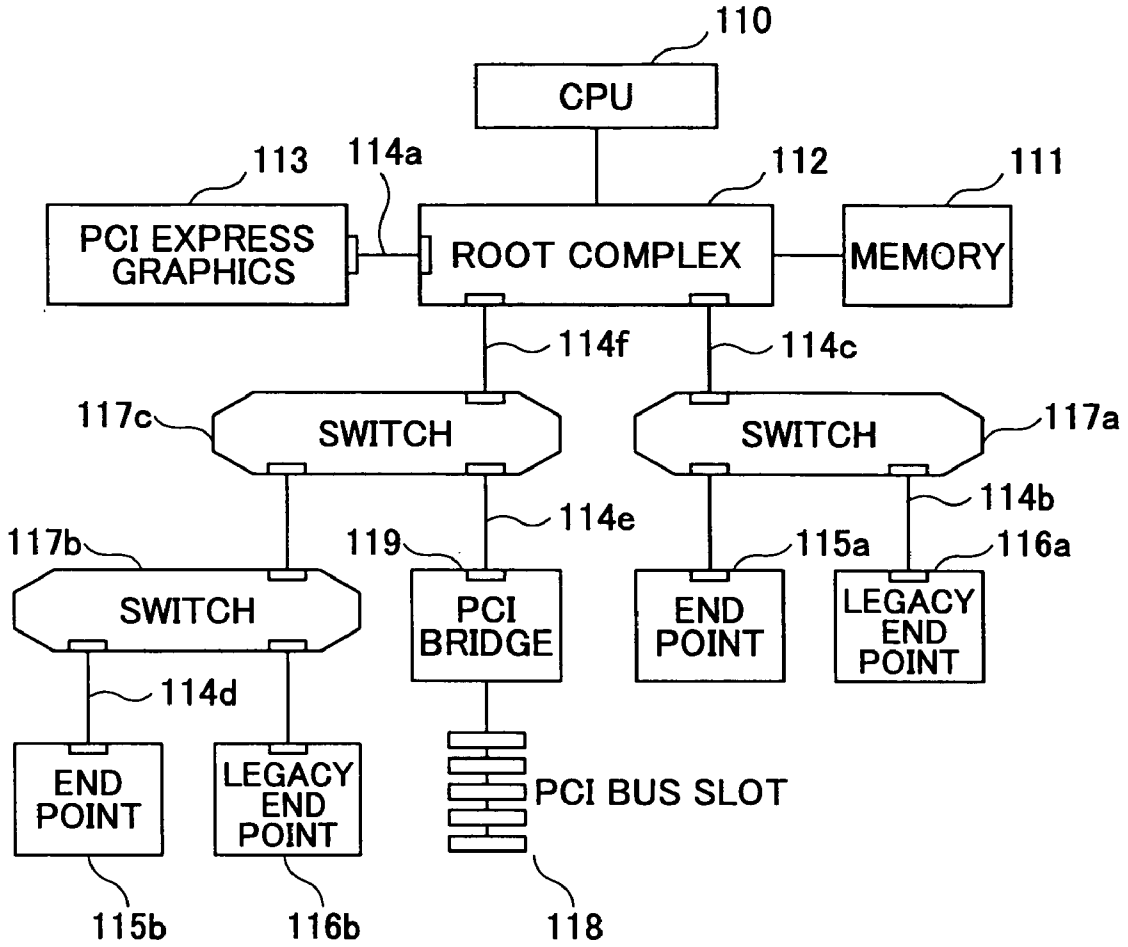 110
CPU
113
114a
112
111
PCI EXPRESS
GRAPHICS
ROOT COMPLEX
MEMORY
114f
114c
117c
SWITCH
SWITCH
117a
114e
114b
117b
119
115a
116a
SWITCH
PCI
BRIDGE
END
POINT
LEGACY
END
POINT
114d
END
POINT
LEGACY
END
POINT
PCI BUS SLOT
115b
116b
118